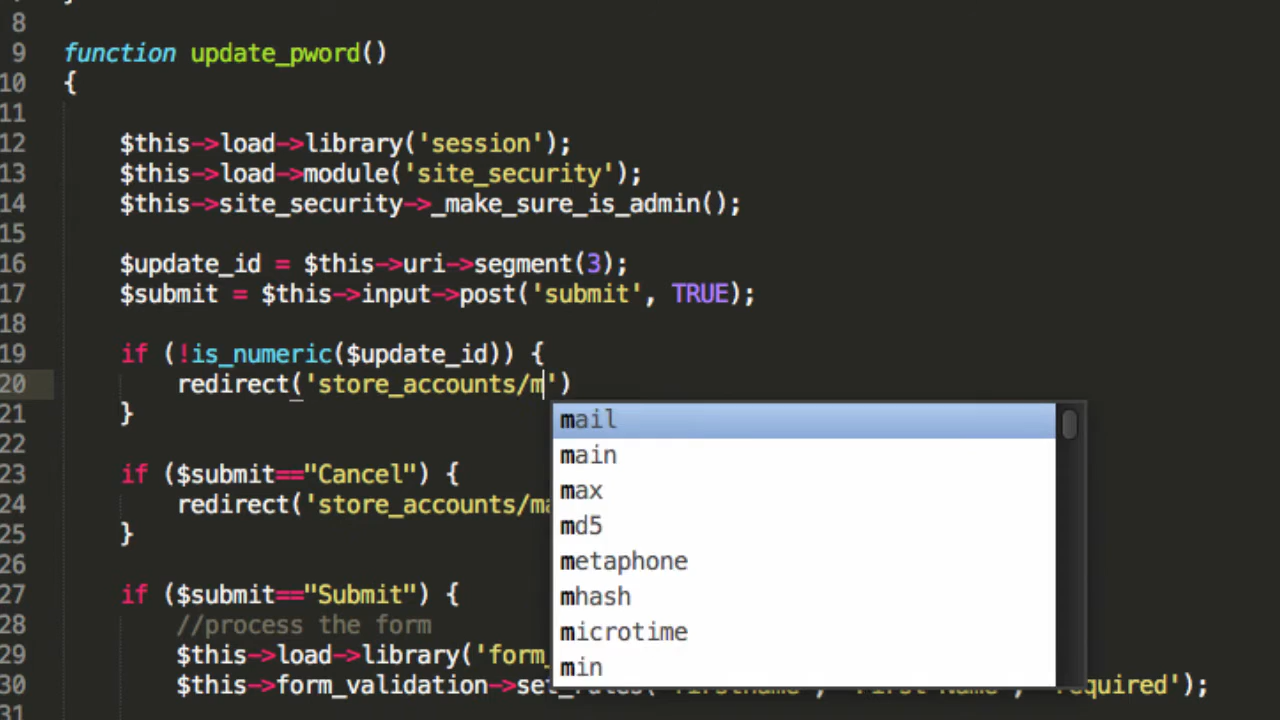 8
9 function update_pword()
10 {
11
12 $this->load->library('session');
13 $this->load->module('site_security');
14 $this->site_security->_make_sure_is_admin();
15
16 $update_id = $this->uri->segment(3);
17 $submit = $this->input->post('submit', TRUE);
18
19 if (!is_numeric($update_id)) {
20 redirect('store_accounts/m')
21 }
mail
22
main
23 if ($submit=="Cancel") {
max
24 redirect('store_accounts/ma
md5
25 }
26
metaphone
27 if ($submit=="Submit") {
mhash
28 //process the form
microtime
29 $this->load->library('form_
min
30 $this->form_validation->set_rules( required');
31